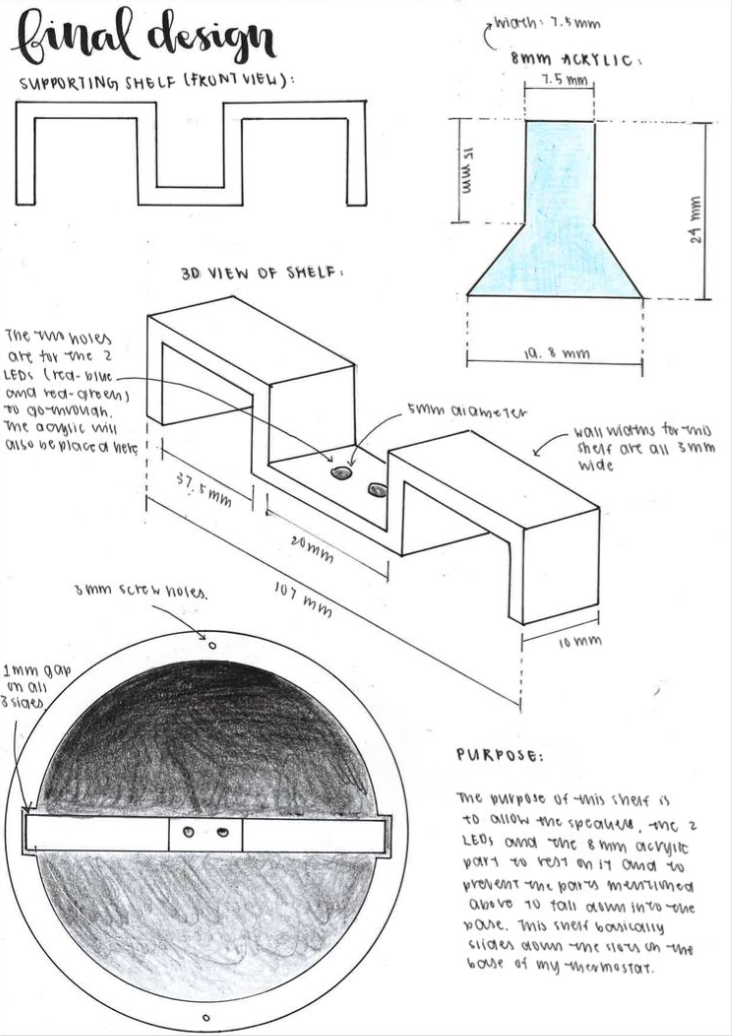 final design
SUPPORTING SHELF (FRONT VIEW):
Width: 7.5mm
8mm ACRYLIC:
7.5 mm
15 mm
24 mm
19.8 mm
3D VIEW OF SHELF:
The two holes
are for the 2
LEDs (red-blue
and red-green)
to go through.
The acrylic will
also be placed here
5mm diameter
wall widths for this
shelf are all 3mm
wide
37.5mm
20mm
107 mm
10mm
3mm screw holes.
1mm gap
on all
3 sides.
PURPOSE:
The purpose of this shelf is
to allow the speaker, the 2
LEDs and the 8mm acrylic
part to rest on it and to
prevent the parts mentioned
above to fall down into the
base. This shelf basically
slides down the slots on the
base of my thermostat.